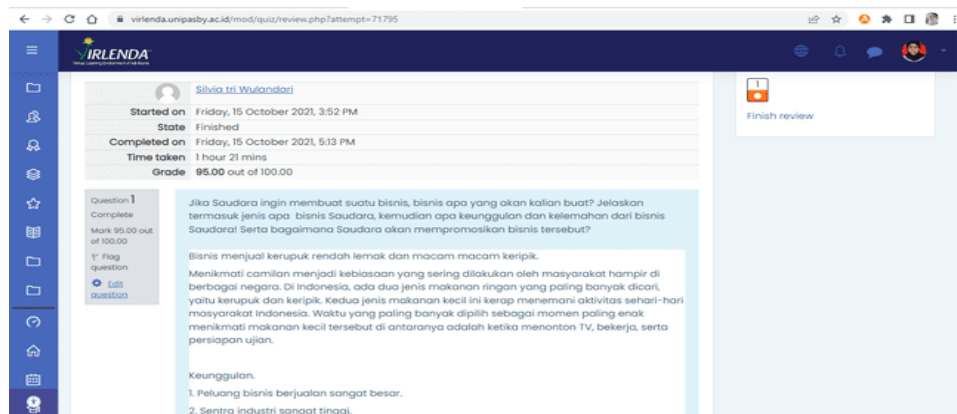 virlenda.unipasby.ac.id/mod/quiz/review.php?attempt=71795
VIRLENDA
Silvia tri Wulandari
Started on Friday, 15 October 2021, 3:52 PM
State Finished
Completed on Friday, 15 October 2021, 5:13 PM
Time taken 1 hour 21 mins
Grade 95.00 out of 100.00
1
Finish review
Question 1
Complete
Mark 95.00 out
of 100.00
Flag
question
Edit
question
Jika Saudara ingin membuat suatu bisnis, bisnis apa yang akan kalian buat? Jelaskan
termasuk jenis apa bisnis Saudara, kemudian apa keunggulan dan kelemahan dari bisnis
Saudara! Serta bagaimana Saudara akan mempromosikan bisnis tersebut?
Bisnis menjual kerupuk rendah lemak dan macam macam keripik.
Menikmati camilan menjadi kebiasaan yang sering dilakukan oleh masyarakat hampir di
berbagai negara. Di Indonesia, ada dua jenis makanan ringan yang paling banyak dicari,
yaitu kerupuk dan keripik. Kedua jenis makanan kecil ini kerap menemani aktivitas sehari-hari
masyarakat Indonesia. Waktu yang paling banyak dipilih sebagai momen paling enak
menikmati makanan kecil tersebut di antaranya adalah ketika menonton TV, bekerja, serta
persiapan ujian.
Keunggulan.
1. Peluang bisnis berjualan sangat besar.
2. Sentra industri sangat tinggi.